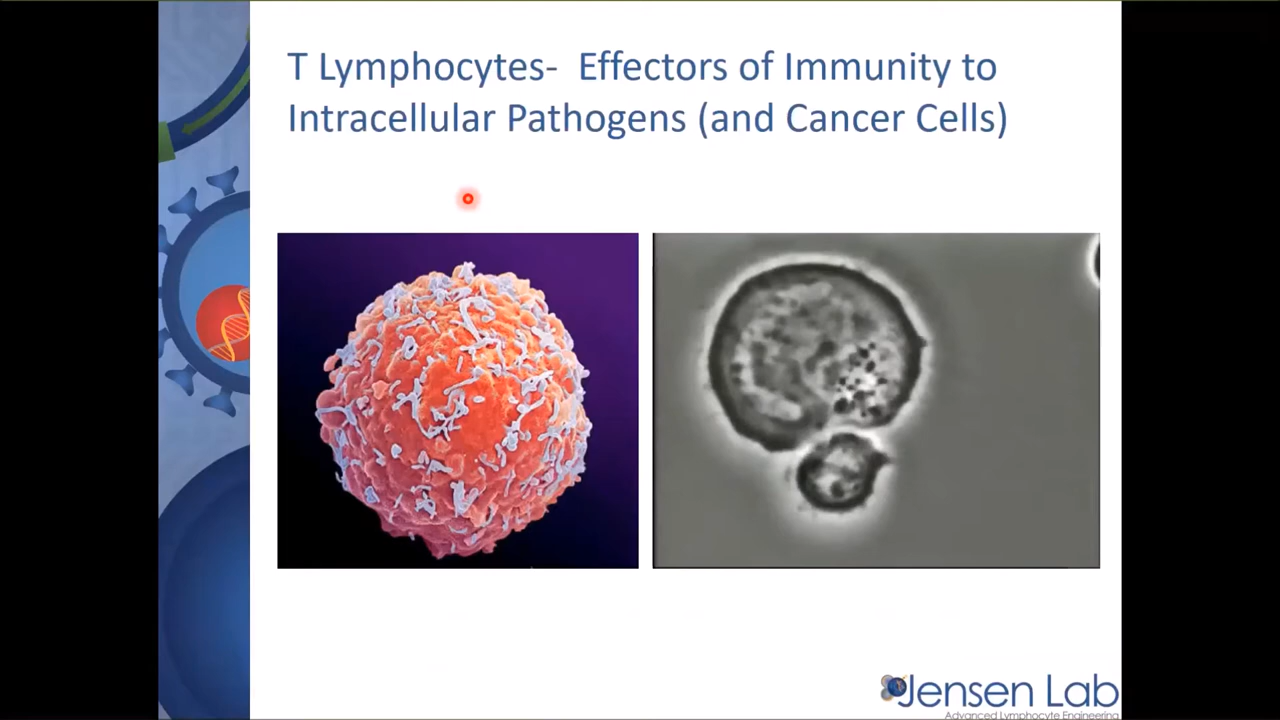 T Lymphocytes-  Effectors of Immunity to
Intracellular Pathogens (and Cancer Cells)
Jensen Lab
Advanced Lymphocyte Engineering